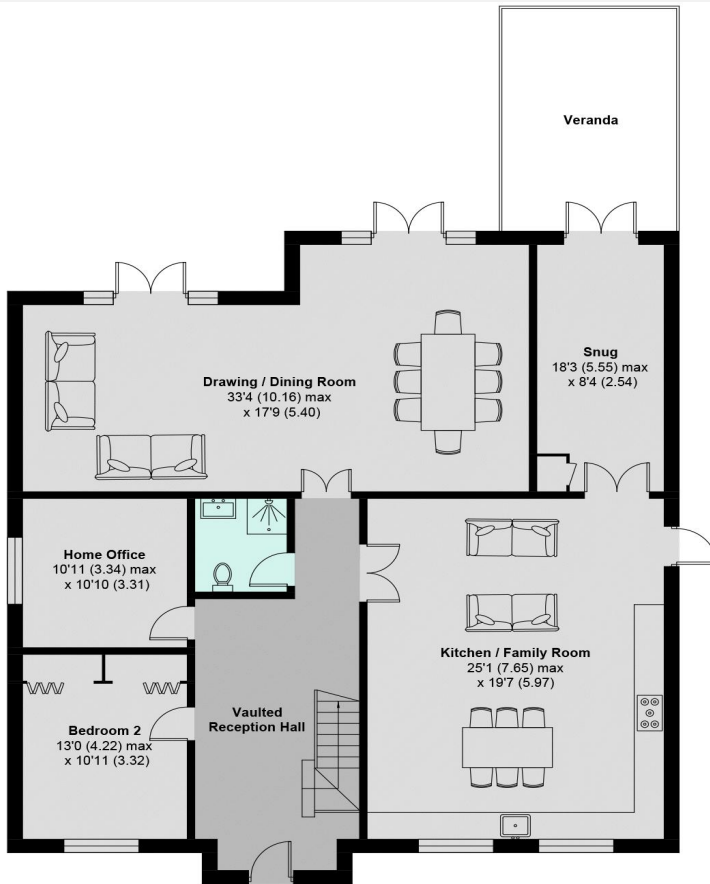 Veranda
Snug
18'3 (5.55) max
x 8'4 (2.54)
Drawing / Dining Room
33'4 (10.16) max
x 17'9 (5.40)
Home Office
10'11 (3.34) max
x 10'10 (3.31)
Kitchen / Family Room
25'1 (7.65) max
x 19'7 (5.97)
Vaulted
Reception Hall
Bedroom 2
13'0 (4.22) max
x 10'11 (3.32)